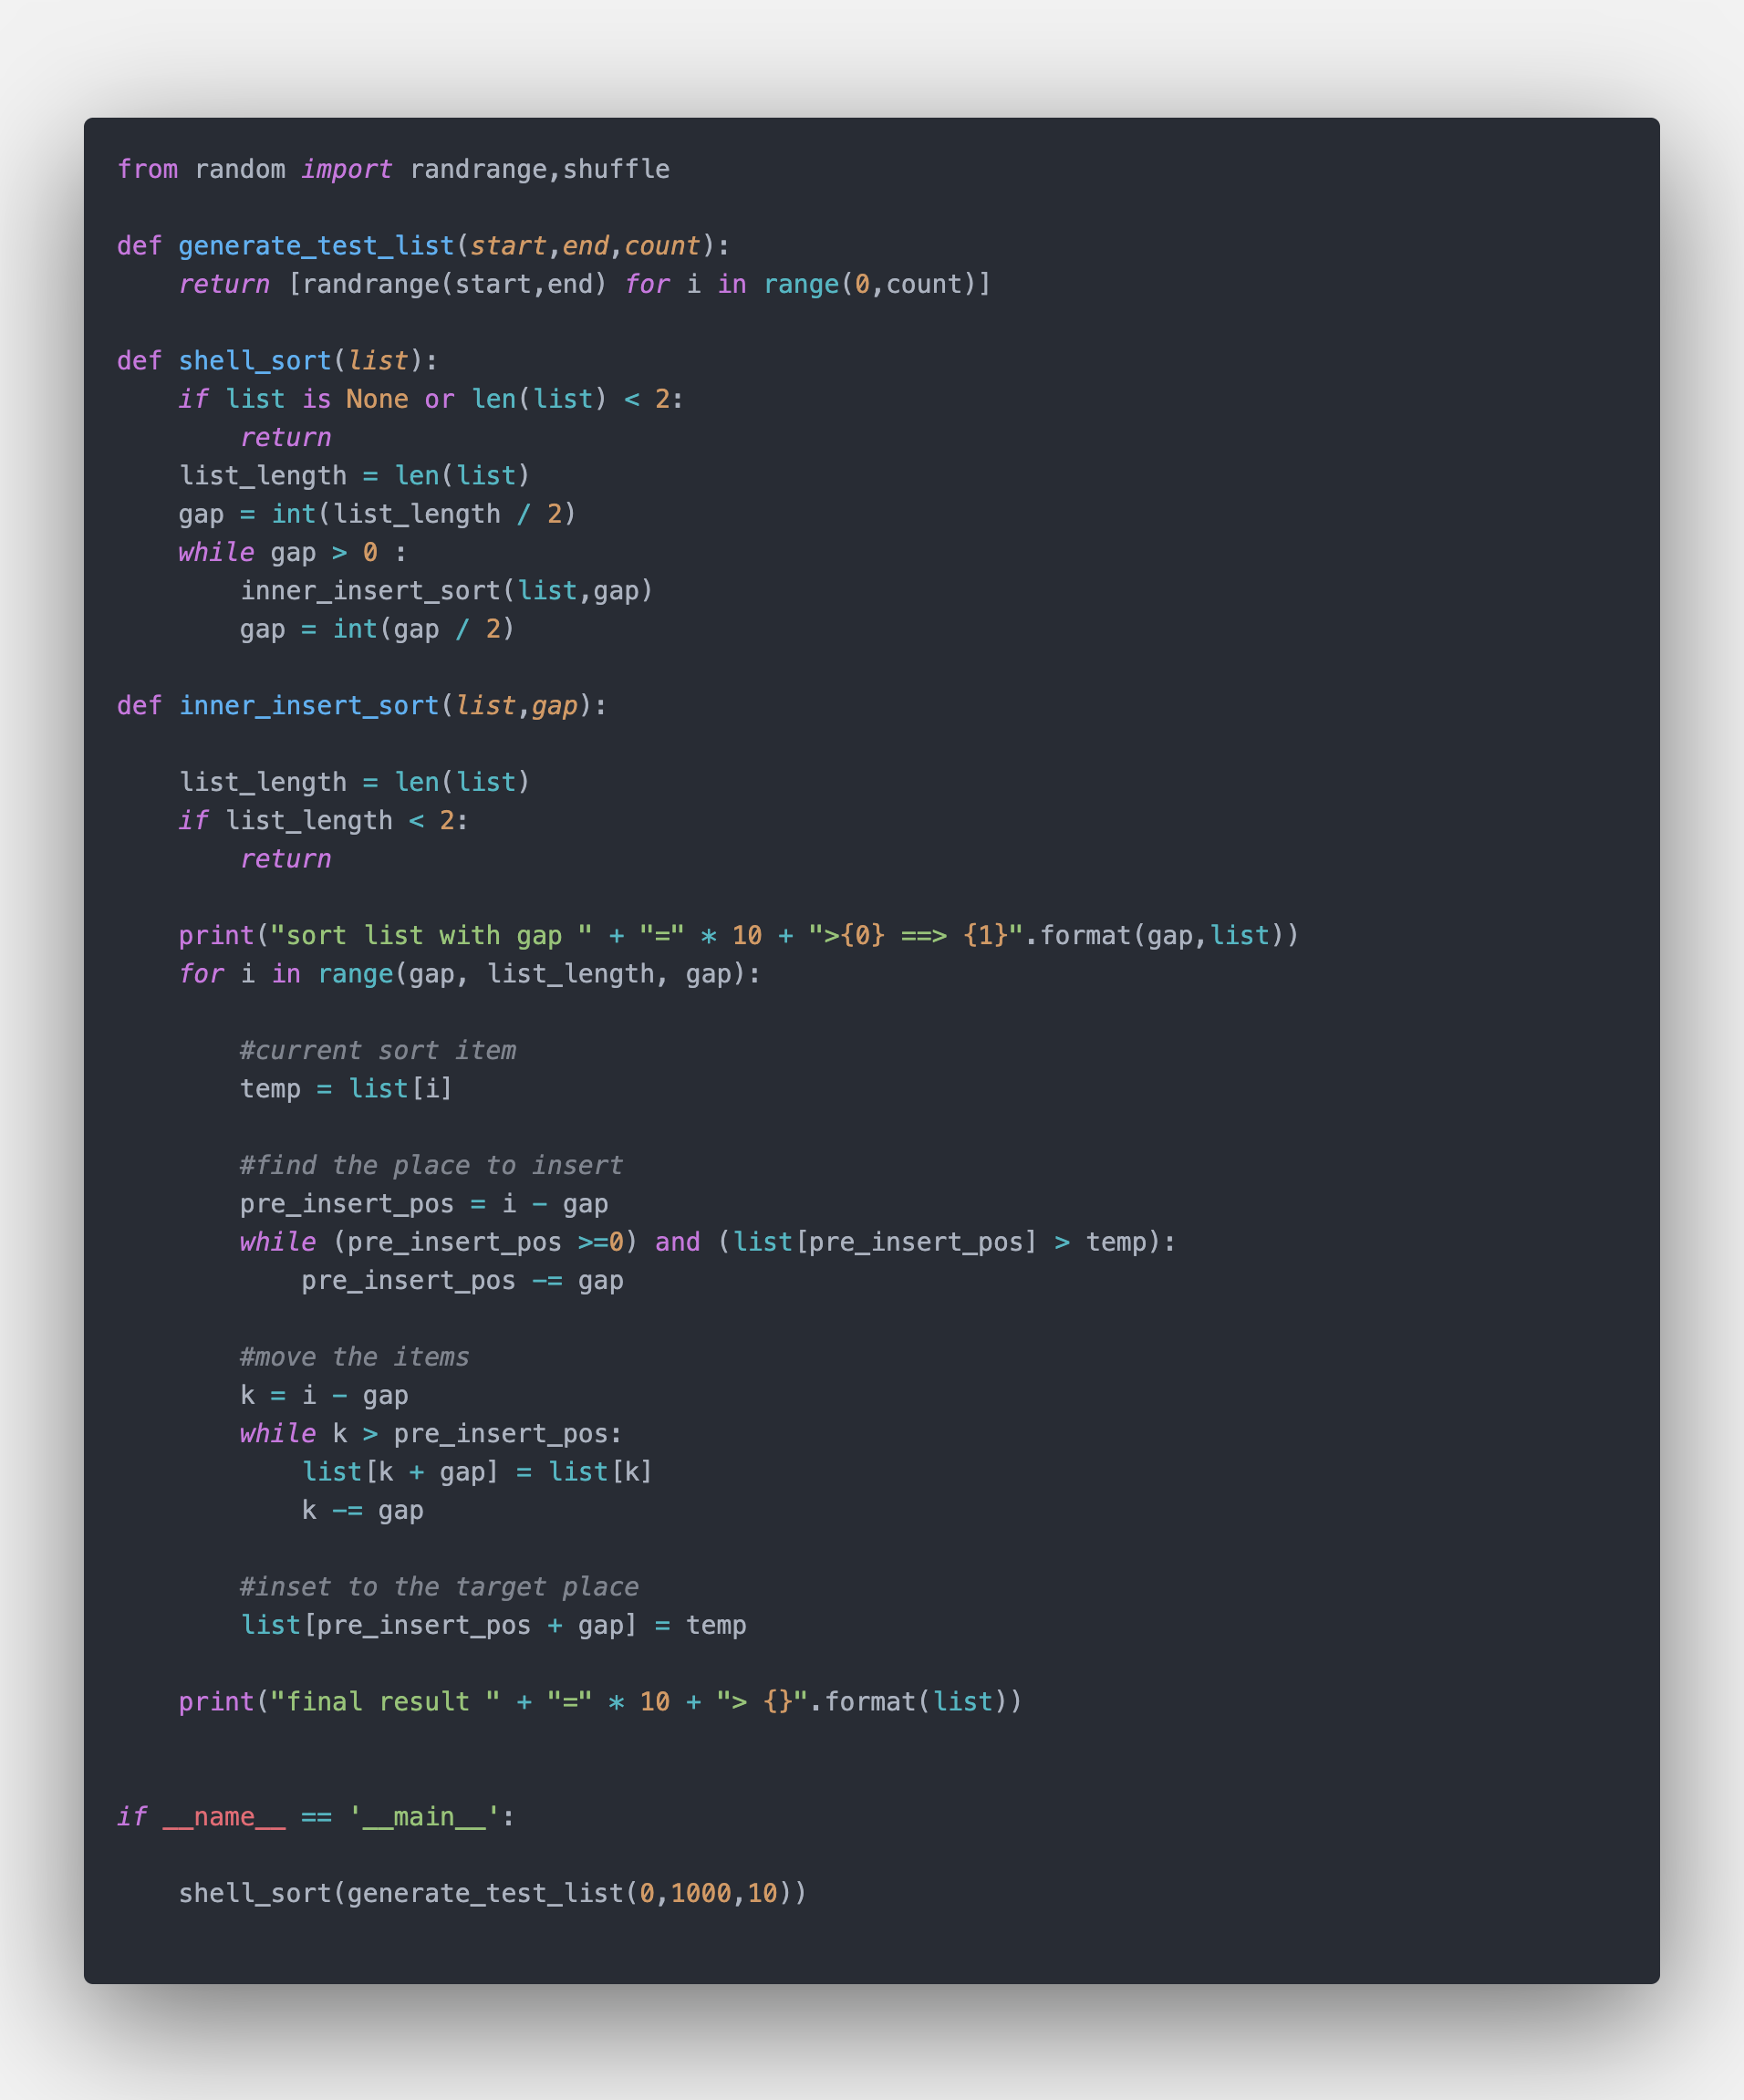 from random import randrange,shuffle
def generate_test_list(start,end,count):
    return [randrange(start,end) for i in range(0,count)]
def shell_sort(list):
    if list is None or len(list) < 2:
        return
    list_length = len(list)
    gap = int(list_length / 2)
    while gap > 0 :
        inner_insert_sort(list,gap)
        gap = int(gap / 2)
def inner_insert_sort(list,gap):
    list_length = len(list)
    if list_length < 2:
        return
    print("sort list with gap " + "=" * 10 + ">{0} ==> {1}".format(gap,list))
    for i in range(gap, list_length, gap):
        #current sort item
        temp = list[i]
        #find the place to insert
        pre_insert_pos = i - gap
        while (pre_insert_pos >=0) and (list[pre_insert_pos] > temp):
            pre_insert_pos -= gap
        #move the items
        k = i - gap
        while k > pre_insert_pos:
            list[k + gap] = list[k]
            k -= gap
        #inset to the target place
        list[pre_insert_pos + gap] = temp
    print("final result " + "=" * 10 + "> {}".format(list))
if __name__ == '__main__':
    shell_sort(generate_test_list(0,1000,10))